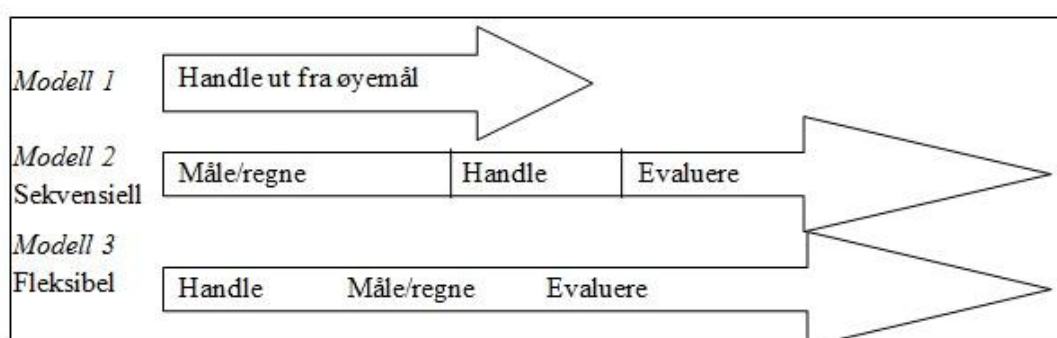 Modell 1
Handle ut fra øyemål
Modell 2
Sekvensiell
Måle/regne
Handle
Evaluere
Modell 3
Fleksibel
Handle
Måle/regne
Evaluere